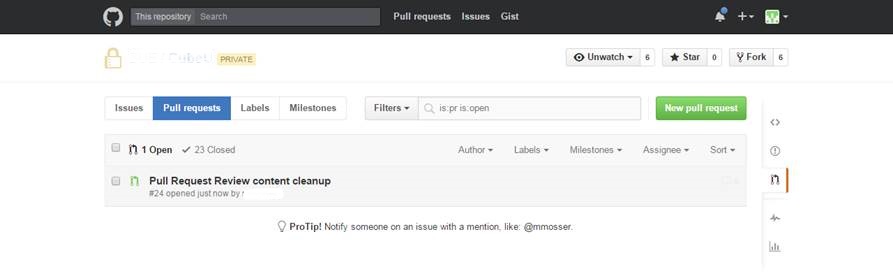 This repository Search Pull requests Issues Gist
PRIVATE Unwatch 6 Star 0 Fork 6
Issues Pull requests Labels Milestones Filters is:pr is:open New pull request
1 Open 23 Closed Author Labels Milestones Assignee Sort
Pull Request Review content cleanup
#24 opened just now by
ProTip! Notify someone on an issue with a mention, like: @mmosser.